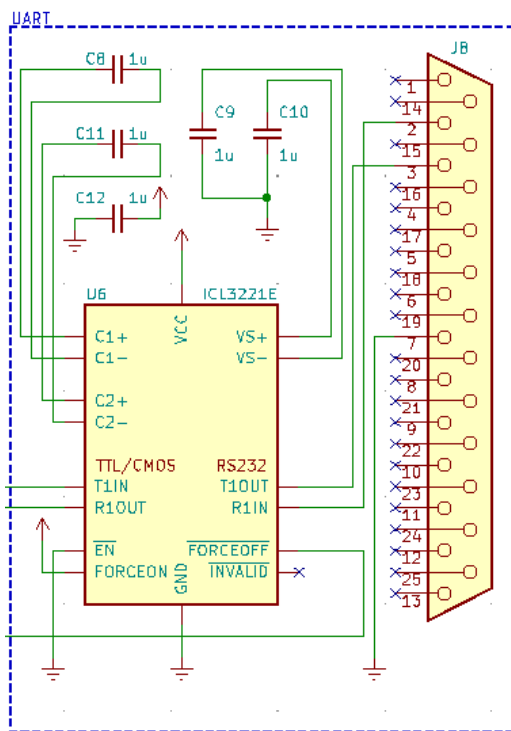 UART
C8 1u
C11 1u
C12 1u
C9
1u
C10
1u
J8
1
14
2
15
3
16
4
17
5
18
6
19
7
20
8
21
9
22
10
23
11
24
12
25
13
U6 ICL3221E
VCC
C1+ VS+
C1- VS-
C2+
C2-
TTL/CMOS RS232
T1IN T1OUT
R1OUT R1IN
EN FORCEOFF
FORCEON INVALID
GND